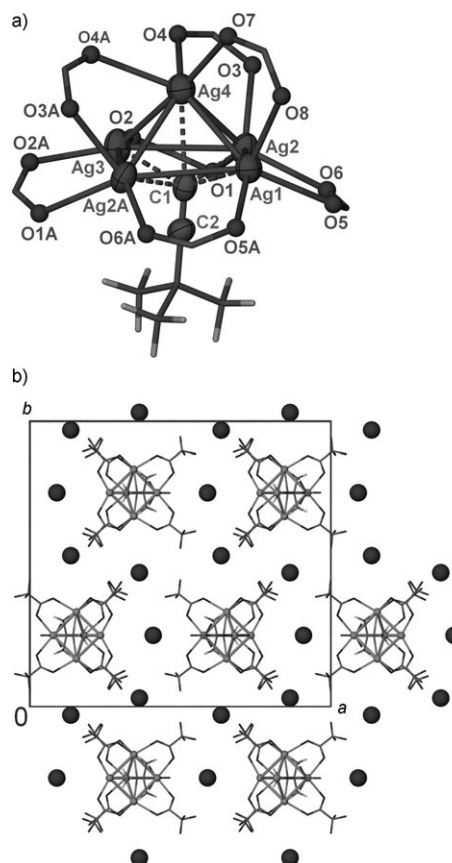 a)
O4 O7
O4A O3
Ag4
O3A O8
O2
O2A Ag2
Ag3 O6
O1
C1 Ag1
Ag2A O5
O1A C2
O6A O5A
b)
b
0 a